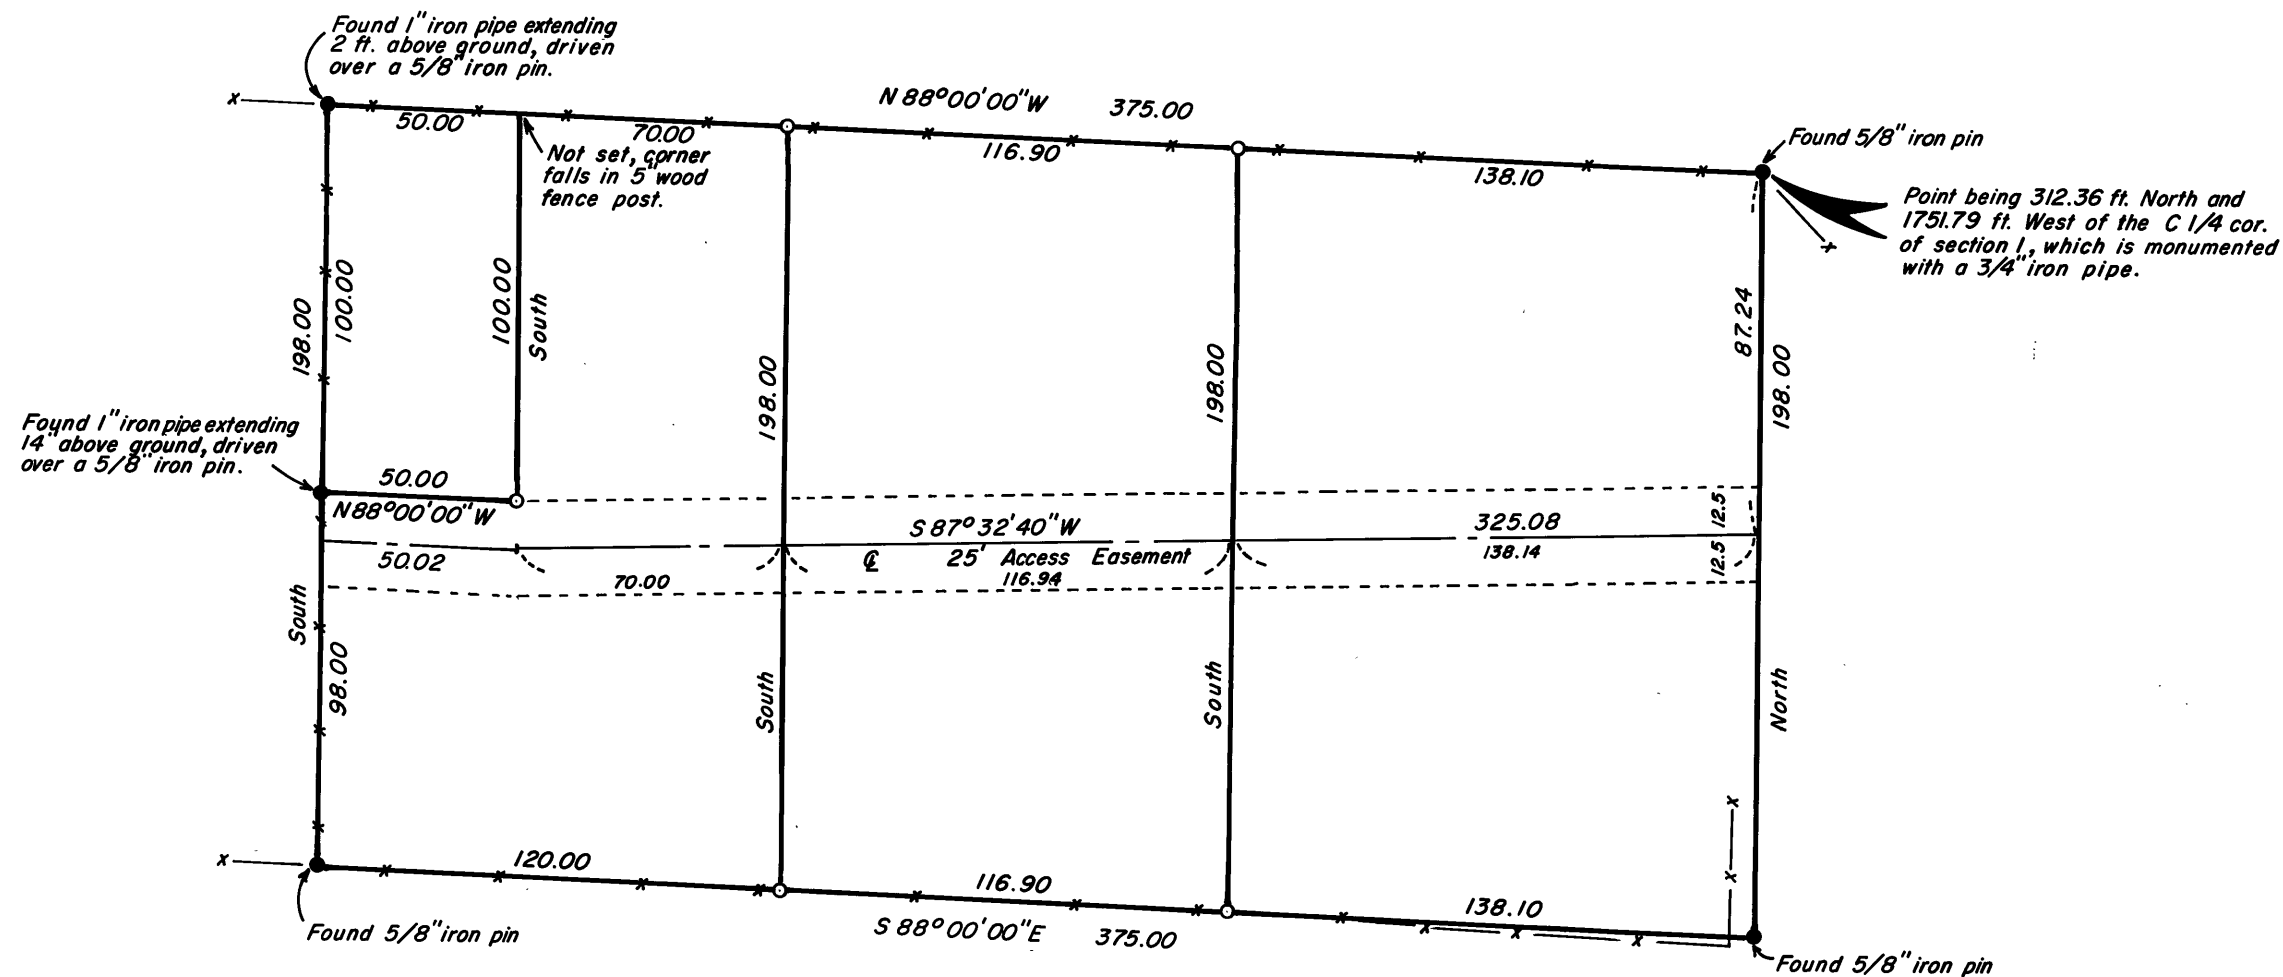 Found 1" iron pipe extending
2 ft. above ground, driven
over a 5/8" iron pin.
x
50.00
70.00
N 88°00'00"W 375.00
116.90
138.10
Found 5/8" iron pin
Not set, corner
falls in 5" wood
fence post.
Point being 312.36 ft. North and
1751.79 ft. West of the C 1/4 cor.
of section 1, which is monumented
with a 3/4" iron pipe.
198.00
100.00
100.00
South
198.00
198.00
87.24
198.00
Found 1" iron pipe extending
14" above ground, driven
over a 5/8" iron pin.
50.00
N88°00'00"W
S 87°32'40"W
325.08
12.5
50.02
70.00
℄ 25' Access Easement
116.94
138.14
12.5
South
98.00
South
South
North
x
x
x
120.00
116.90
138.10
S 88°00'00"E 375.00
Found 5/8" iron pin
Found 5/8" iron pin